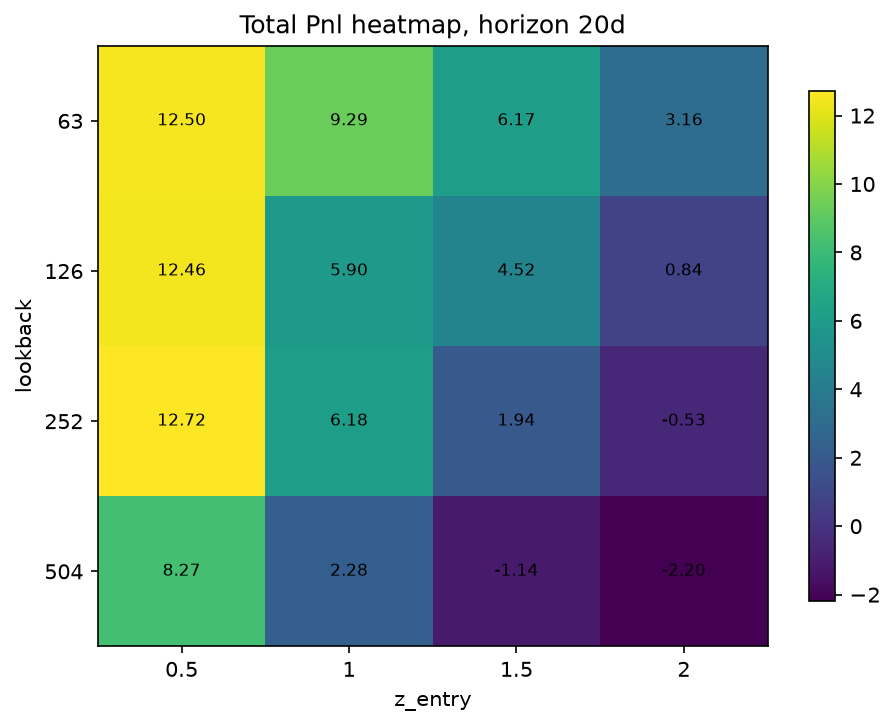 Total Pnl heatmap, horizon 20d
63 12.50 9.29 6.17 3.16
126 12.46 5.90 4.52 0.84
252 12.72 6.18 1.94 -0.53
504 8.27 2.28 -1.14 -2.20
0.5 1 1.5 2
z_entry
lookback
12
10
8
6
4
2
0
−2